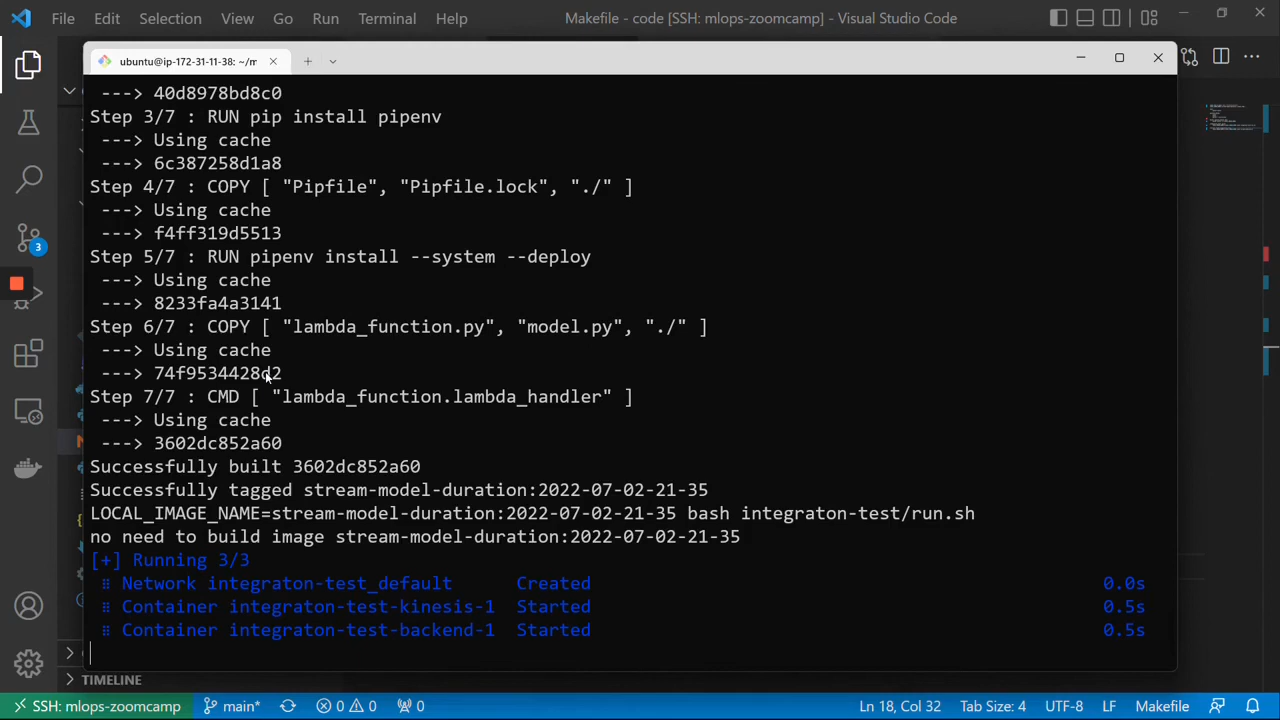 File Edit Selection View Go Run Terminal Help Makefile - code [SSH: mlops-zoomcamp] - Visual Studio Code
ubuntu@ip-172-31-11-38: ~/m
---> 40d8978bd8c0
Step 3/7 : RUN pip install pipenv
---> Using cache
---> 6c387258d1a8
Step 4/7 : COPY [ "Pipfile", "Pipfile.lock", "./" ]
---> Using cache
---> f4ff319d5513
Step 5/7 : RUN pipenv install --system --deploy
---> Using cache
---> 8233fa4a3141
Step 6/7 : COPY [ "lambda_function.py", "model.py", "./" ]
---> Using cache
---> 74f9534428d2
Step 7/7 : CMD [ "lambda_function.lambda_handler" ]
---> Using cache
---> 3602dc852a60
Successfully built 3602dc852a60
Successfully tagged stream-model-duration:2022-07-02-21-35
LOCAL_IMAGE_NAME=stream-model-duration:2022-07-02-21-35 bash integraton-test/run.sh
no need to build image stream-model-duration:2022-07-02-21-35
[+] Running 3/3
⠿ Network integraton-test_default Created 0.0s
⠿ Container integraton-test-kinesis-1 Started 0.5s
⠿ Container integraton-test-backend-1 Started 0.5s
3
TIMELINE
SSH: mlops-zoomcamp main* 0 0 0 Ln 18, Col 32 Tab Size: 4 UTF-8 LF Makefile